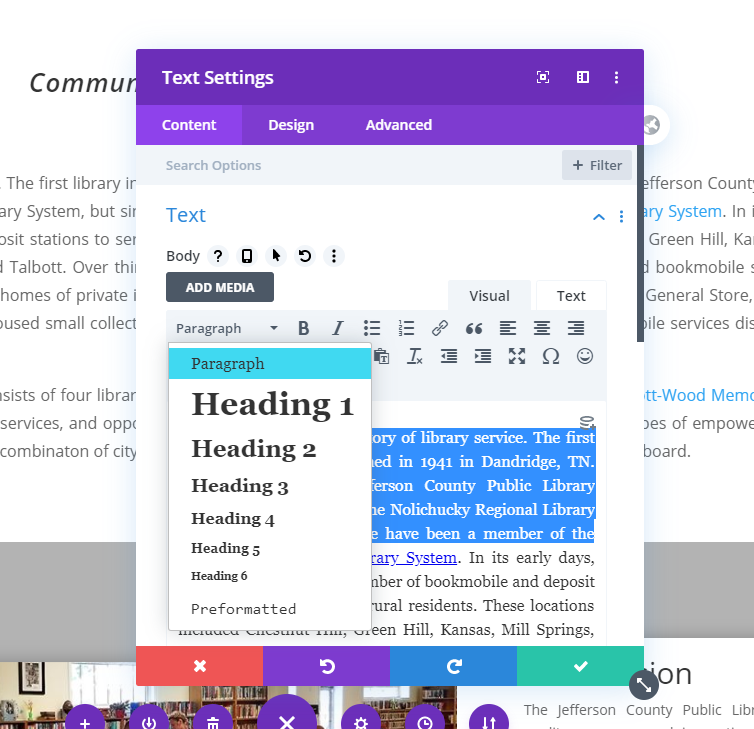 Commun
Text Settings
Content Design Advanced
Search Options + Filter
. The first library in
efferson County
Text
ary System, but sin
ary System. In i
osit stations to ser
Green Hill, Kan
Body ?
d Talbott. Over thi
d bookmobile s
ADD MEDIA
homes of private i
General Store,
Visual Text
oused small collect
bile services dis
Paragraph B I
Paragraph
Heading 1
nsists of four librar
tt-Wood Memo
services, and oppo
pes of empowe
combinaton of city
board.
Heading 2
Heading 3
Heading 4
Heading 5
Heading 6
Preformatted
tory of library service. The first
ed in 1941 in Dandridge, TN.
fferson County Public Library
he Nolichucky Regional Library
e have been a member of the
rary System. In its early days,
mber of bookmobile and deposit
rural residents. These locations
included Chestnut Hill, Green Hill, Kansas, Mill Springs,
ion
The Jefferson County Public Libr